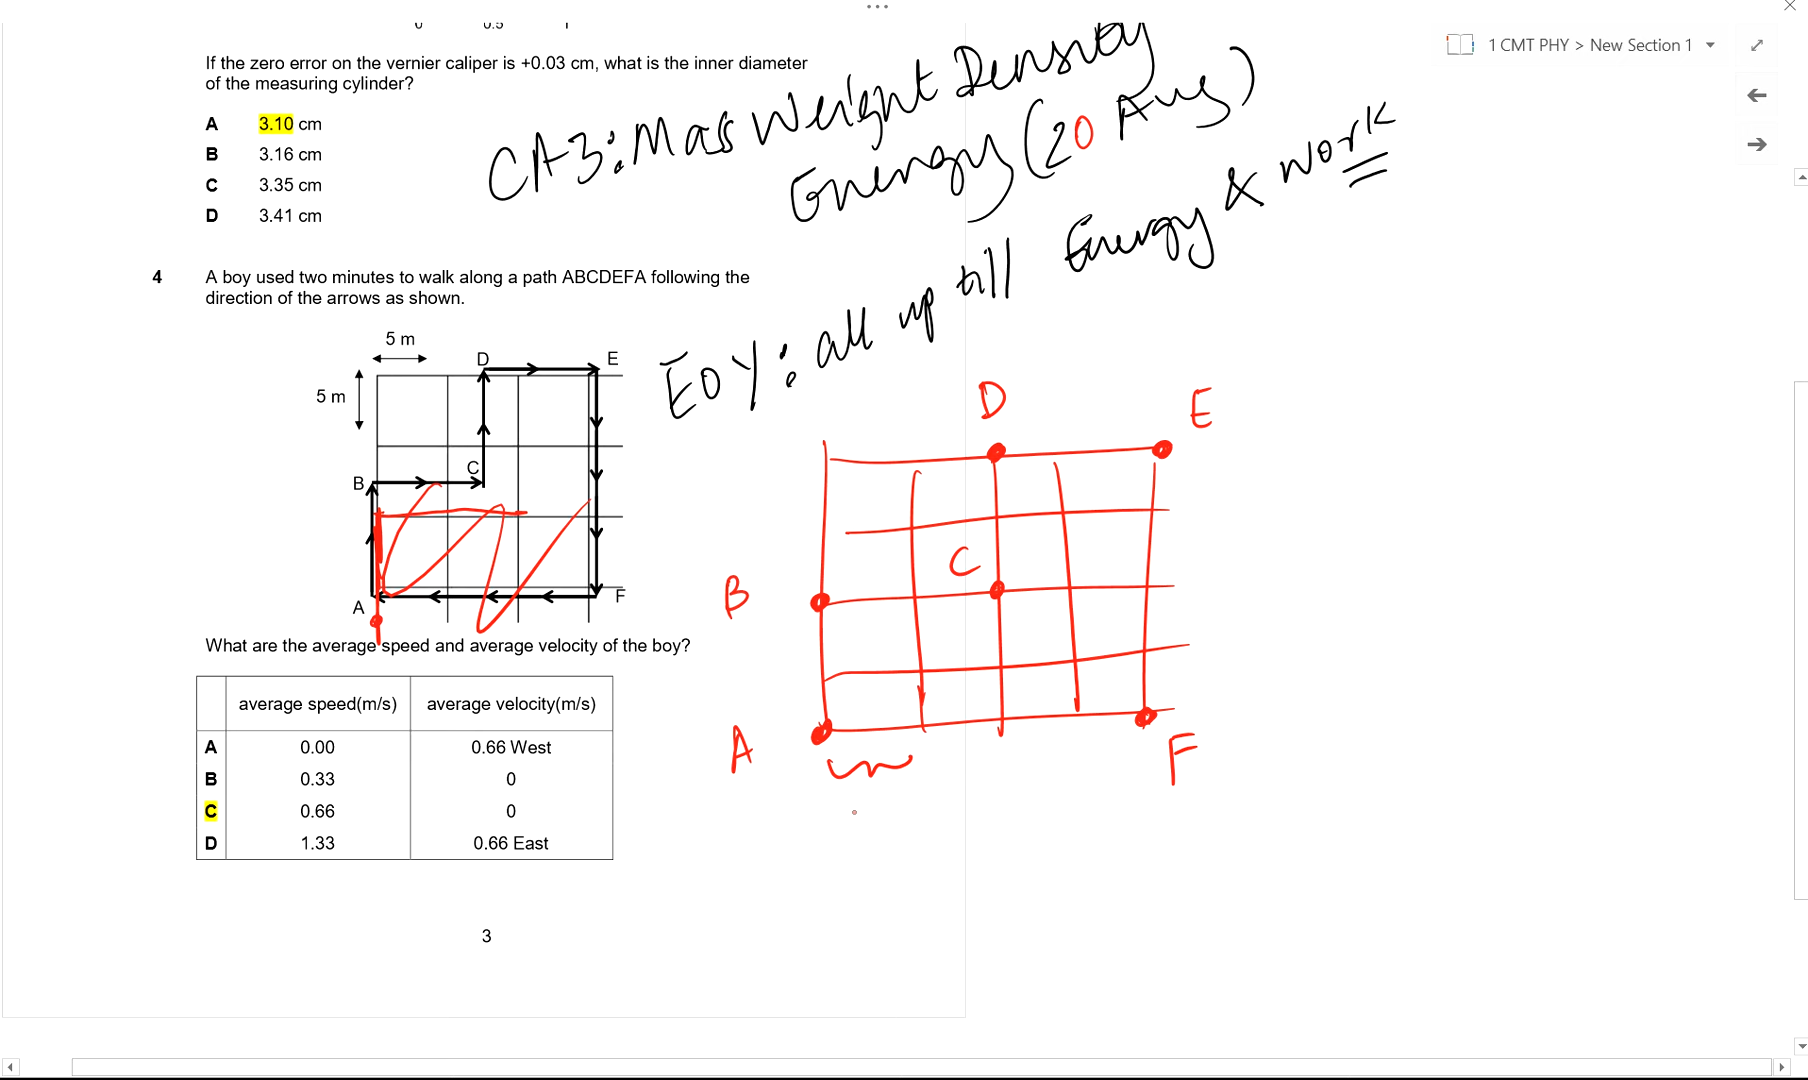 0 0.5 1
1 CMT PHY > New Section 1
If the zero error on the vernier caliper is +0.03 cm, what is the inner diameter
of the measuring cylinder?
A 3.10 cm
B 3.16 cm
C 3.35 cm
D 3.41 cm
CA3: Mass Weight Density
Energy (20 Aug)
EOY: all up till Energy & Work
4 A boy used two minutes to walk along a path ABCDEFA following the
direction of the arrows as shown.
5 m
D E
5 m
C
B
A F
D E
C
B
A F
What are the average speed and average velocity of the boy?
average speed(m/s) average velocity(m/s)
A 0.00 0.66 West
B 0.33 0
C 0.66 0
D 1.33 0.66 East
3